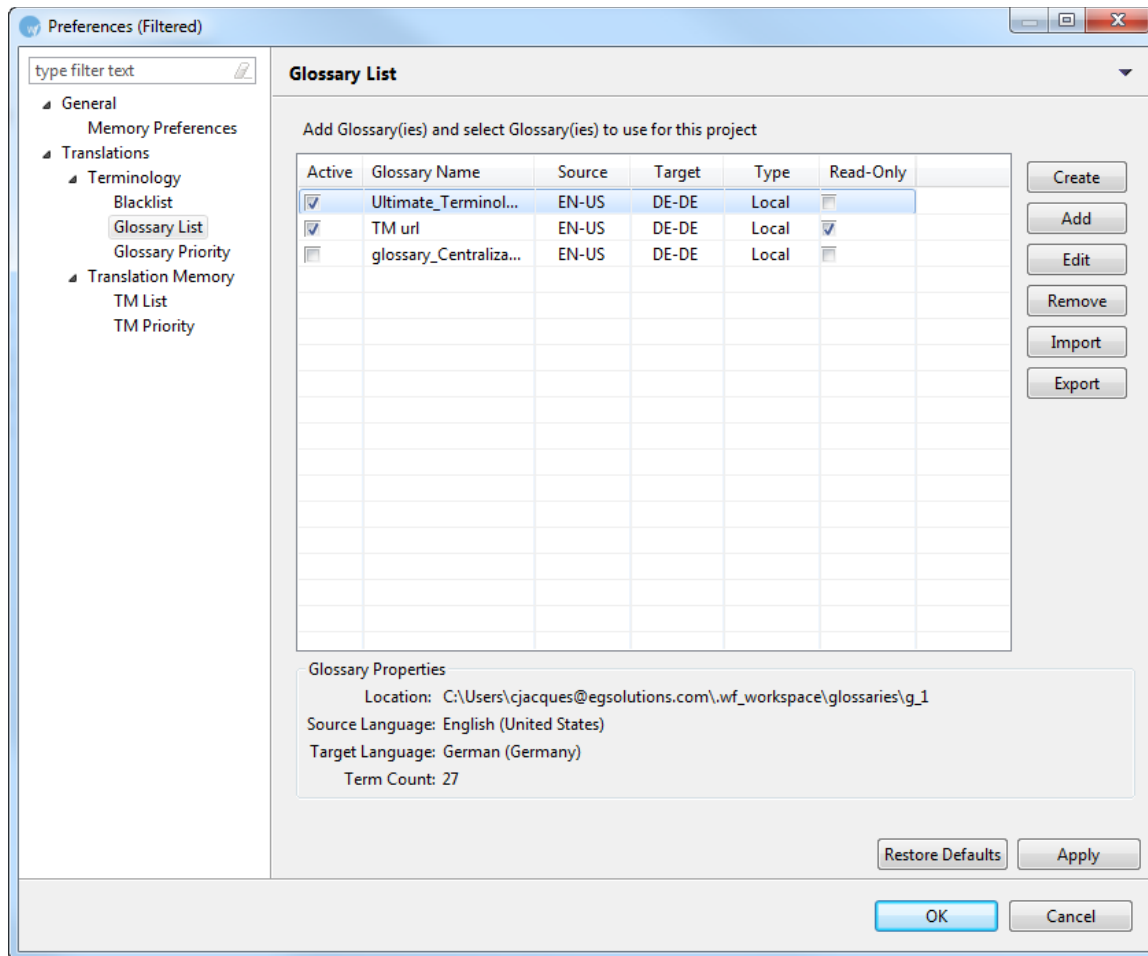 Preferences (Filtered)
type filter text
General
Memory Preferences
Translations
Terminology
Blacklist
Glossary List
Glossary Priority
Translation Memory
TM List
TM Priority
Glossary List
Add Glossary(ies) and select Glossary(ies) to use for this project
Active Glossary Name Source Target Type Read-Only
Ultimate_Terminol... EN-US DE-DE Local
TM url EN-US DE-DE Local
glossary_Centraliza... EN-US DE-DE Local
Create
Add
Edit
Remove
Import
Export
Glossary Properties
Location: C:\Users\cjacques@egsolutions.com\.wf_workspace\glossaries\g_1
Source Language: English (United States)
Target Language: German (Germany)
Term Count: 27
Restore Defaults Apply
OK Cancel